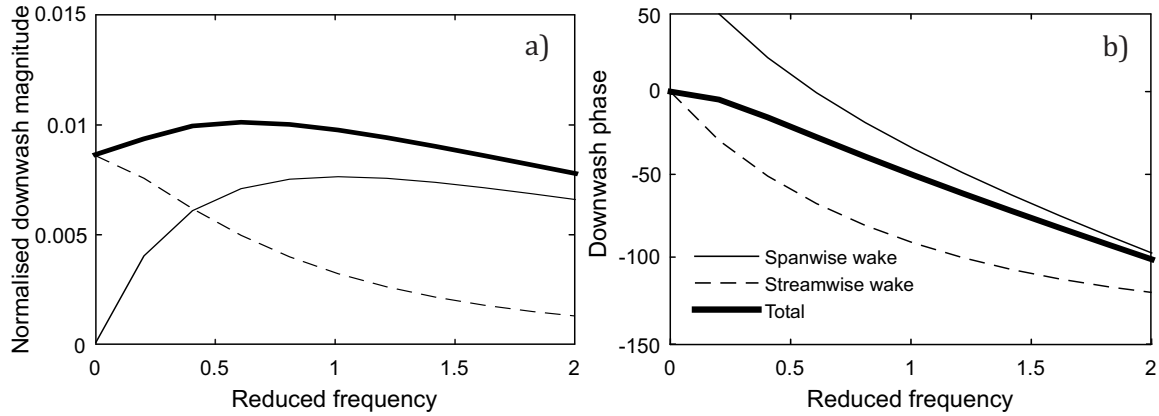 0.015
0.01
0.005
0
0
0.5
1
1.5
2
Normalised downwash magnitude
Reduced frequency
a)
50
0
-50
-100
-150
0
0.5
1
1.5
2
Downwash phase
Reduced frequency
b)
Spanwise wake
Streamwise wake
Total